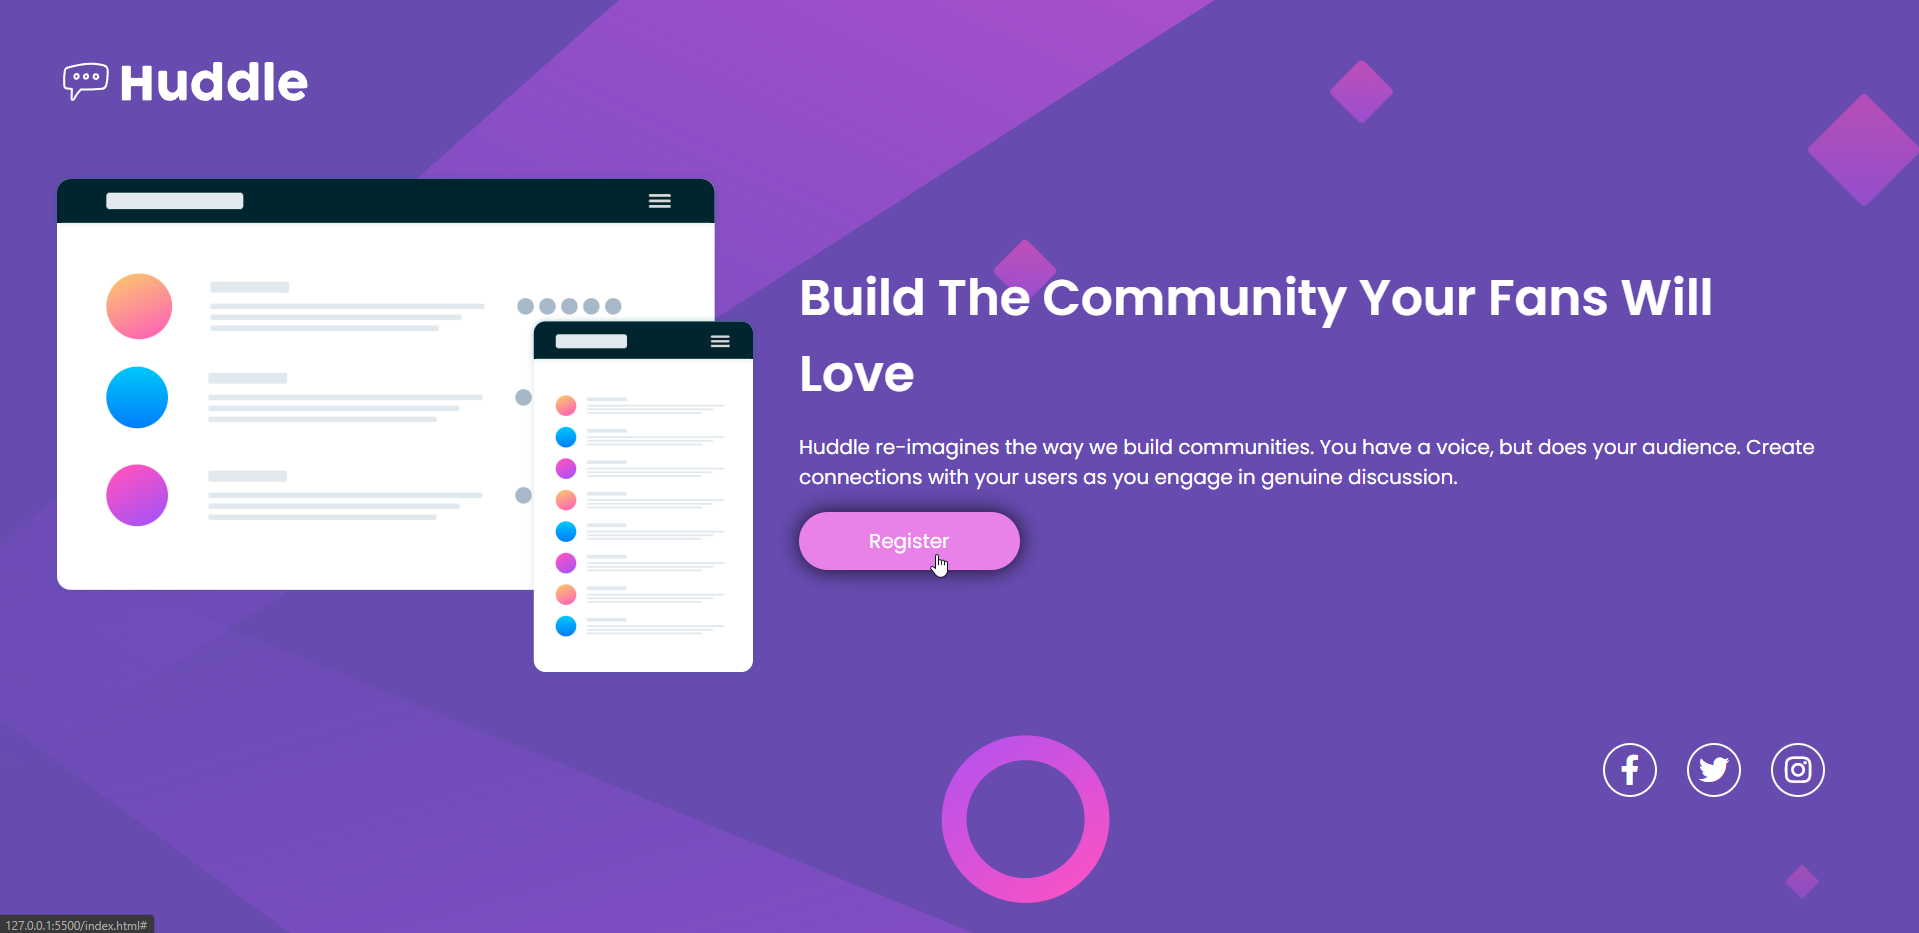 Huddle
Build The Community Your Fans Will
Love
Huddle re-imagines the way we build communities. You have a voice, but does your audience. Create
connections with your users as you engage in genuine discussion.
Register
127.0.0.1:5500/index.html#